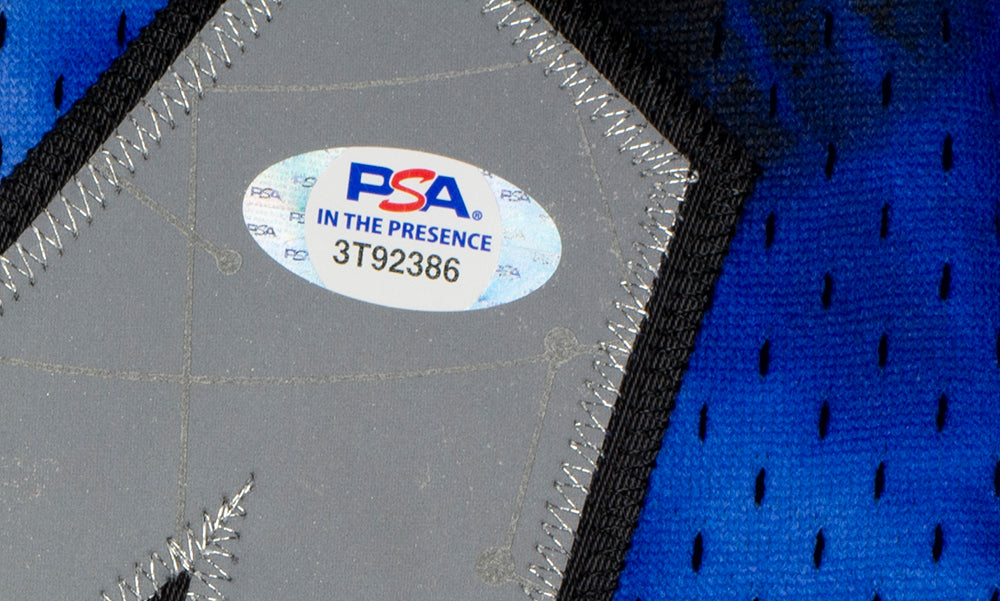 PSA®
IN THE PRESENCE
3T92386